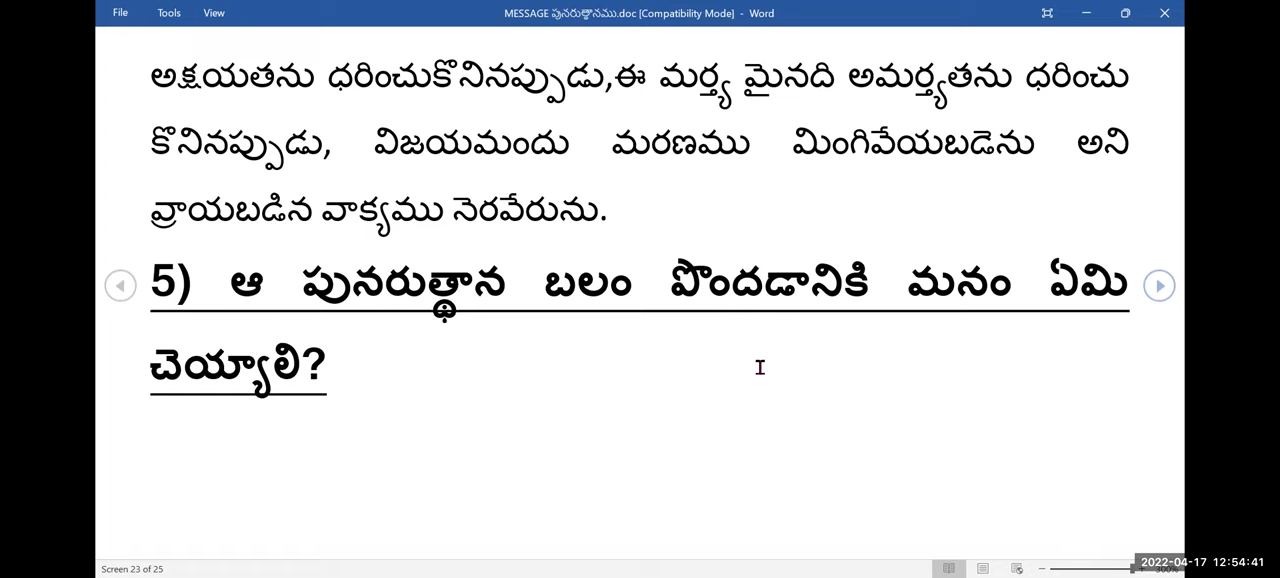 File Tools View MESSAGE పునరుత్థానము.doc [Compatibility Mode] - Word
అక్షయతను ధరించుకొనినప్పుడు,ఈ మర్త్య మైనది అమర్త్యతను ధరించు
కొనినప్పుడు, విజయమందు మరణము మింగివేయబడెను అని
వ్రాయబడిన వాక్యము నెరవేరును.
5) ఆ పునరుత్థాన బలం పొందడానికి మనం ఏమి
చెయ్యాలి?
Screen 23 of 25
2022-04-17 12:54:41